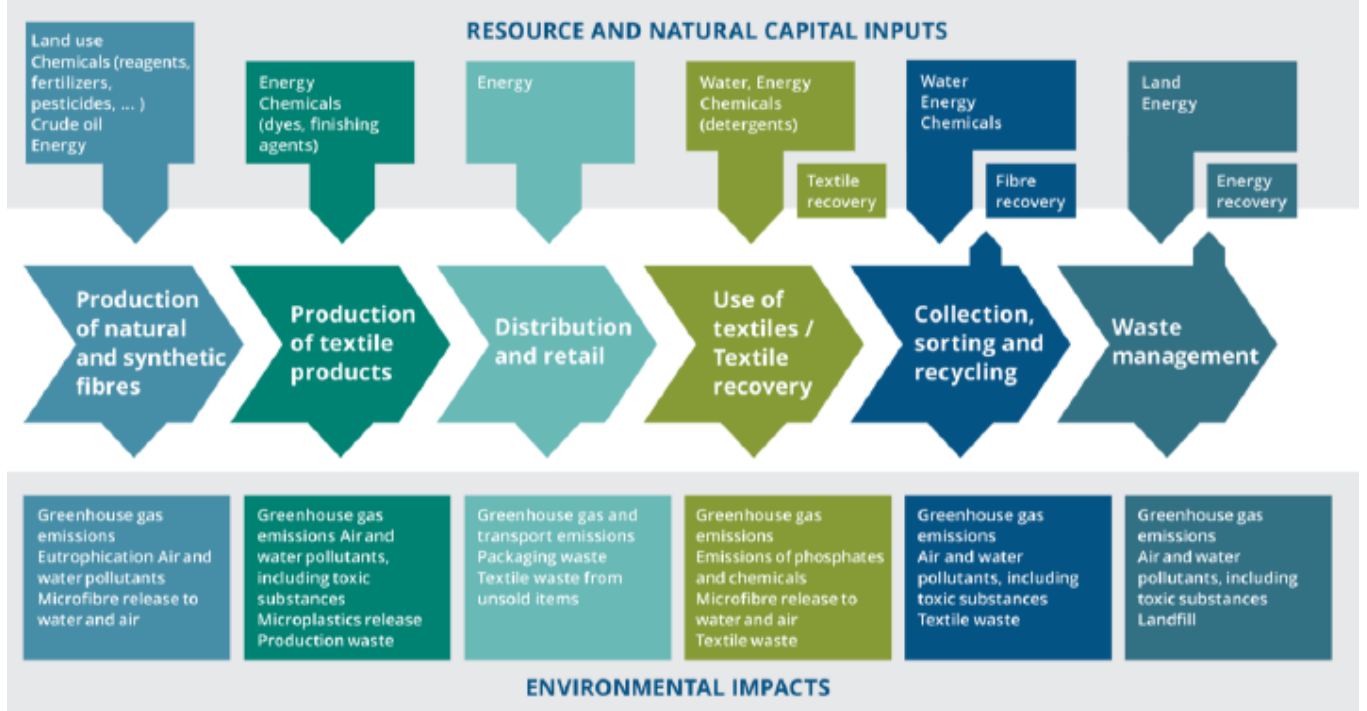 RESOURCE AND NATURAL CAPITAL INPUTS
Land use
Chemicals (reagents,
fertilizers,
pesticides, ... )
Crude oil
Energy
Energy
Chemicals
(dyes, finishing
agents)
Energy
Water, Energy
Chemicals
(detergents)
Textile
recovery
Water
Energy
Chemicals
Fibre
recovery
Land
Energy
Energy
recovery
Production
of natural
and synthetic
fibres
Production
of textile
products
Distribution
and retail
Use of
textiles /
Textile
recovery
Collection,
sorting and
recycling
Waste
management
Greenhouse gas
emissions
Eutrophication Air and
water pollutants
Microfibre release to
water and air
Greenhouse gas
emissions Air and
water pollutants,
including toxic
substances
Microplastics release
Production waste
Greenhouse gas and
transport emissions
Packaging waste
Textile waste from
unsold items
Greenhouse gas
emissions
Emissions of phosphates
and chemicals
Microfibre release to
water and air
Textile waste
Greenhouse gas
emissions
Air and water
pollutants, including
toxic substances
Textile waste
Greenhouse gas
emissions
Air and water
pollutants, including
toxic substances
Landfill
ENVIRONMENTAL IMPACTS